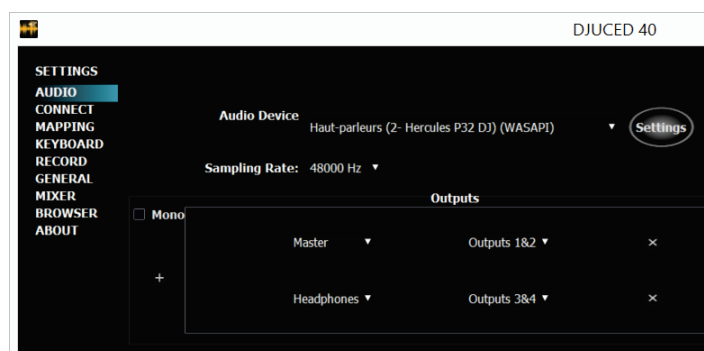 DJUCED 40
SETTINGS
AUDIO
CONNECT
MAPPING
KEYBOARD
RECORD
GENERAL
MIXER
BROWSER
ABOUT
Audio Device Haut-parleurs (2- Hercules P32 DJ) (WASAPI) ▼ Settings
Sampling Rate: 48000 Hz ▼
Outputs
Mono
Master ▼ Outputs 1&2 ▼ ×
+
Headphones ▼ Outputs 3&4 ▼ ×